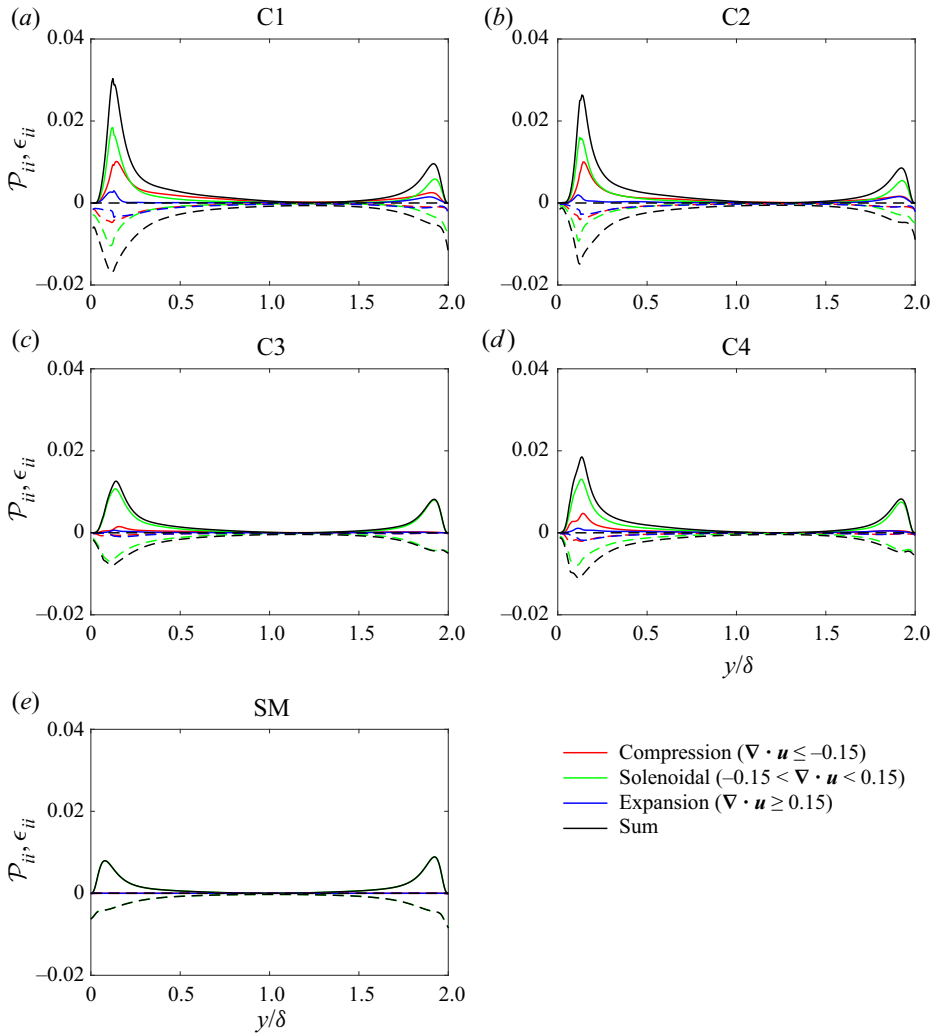 (a) C1
(b) C2
0.04
0.02
0
–0.02
0 0.5 1.0 1.5 2.0
𝒫ii, ϵii
0.04
0.02
0
–0.02
0 0.5 1.0 1.5 2.0
(c) C3
(d) C4
0.04
0.02
0
–0.02
0 0.5 1.0 1.5 2.0
𝒫ii, ϵii
0.04
0.02
0
–0.02
0 0.5 1.0 1.5 2.0
y/δ
(e) SM
0.04
0.02
0
–0.02
0 0.5 1.0 1.5 2.0
𝒫ii, ϵii
y/δ
Compression (∇ · u ≤ –0.15)
Solenoidal (–0.15 < ∇ · u < 0.15)
Expansion (∇ · u ≥ 0.15)
Sum